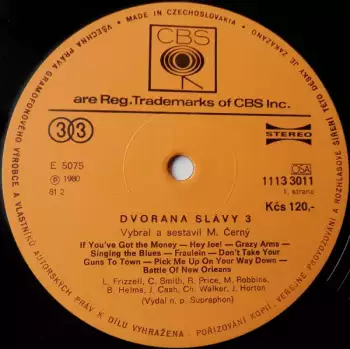 MADE IN CZECHOSLOVAKIA
VŠECHNA PRÁVA GRAMOFONOVÉHO VÝROBCE A VLASTNÍKŮ AUTORSKÝCH PRÁV K DÍLU VYHRAŽENA. POŘIZOVÁNÍ KOPIÍ, VEŘEJNÉ PROVOZOVÁNÍ A ROZHLASOVÉ ŠÍŘENÍ TÉTO DESKY JE ZAKÁZÁNO
CBS
are Reg. Trademarks of CBS Inc.
33
STEREO
E 5075
OSA
℗ 1980
1113 3011
81 2
1. strana
Kčs 120,-
DVORANA SLÁVY 3
Vybral a sestavil M. Černý
If You've Got the Money — Hey Joe! — Crazy Arms —
Singing the Blues — Fraulein — Don't Take Your
Guns To Town — Pick Me Up On Your Way Down —
Battle Of New Orleans
L. Frizzell, C. Smith, R. Price, M. Robbins,
B. Helms, J. Cash, Ch. Walker, J. Horton
(Vydal n. p. Supraphon)